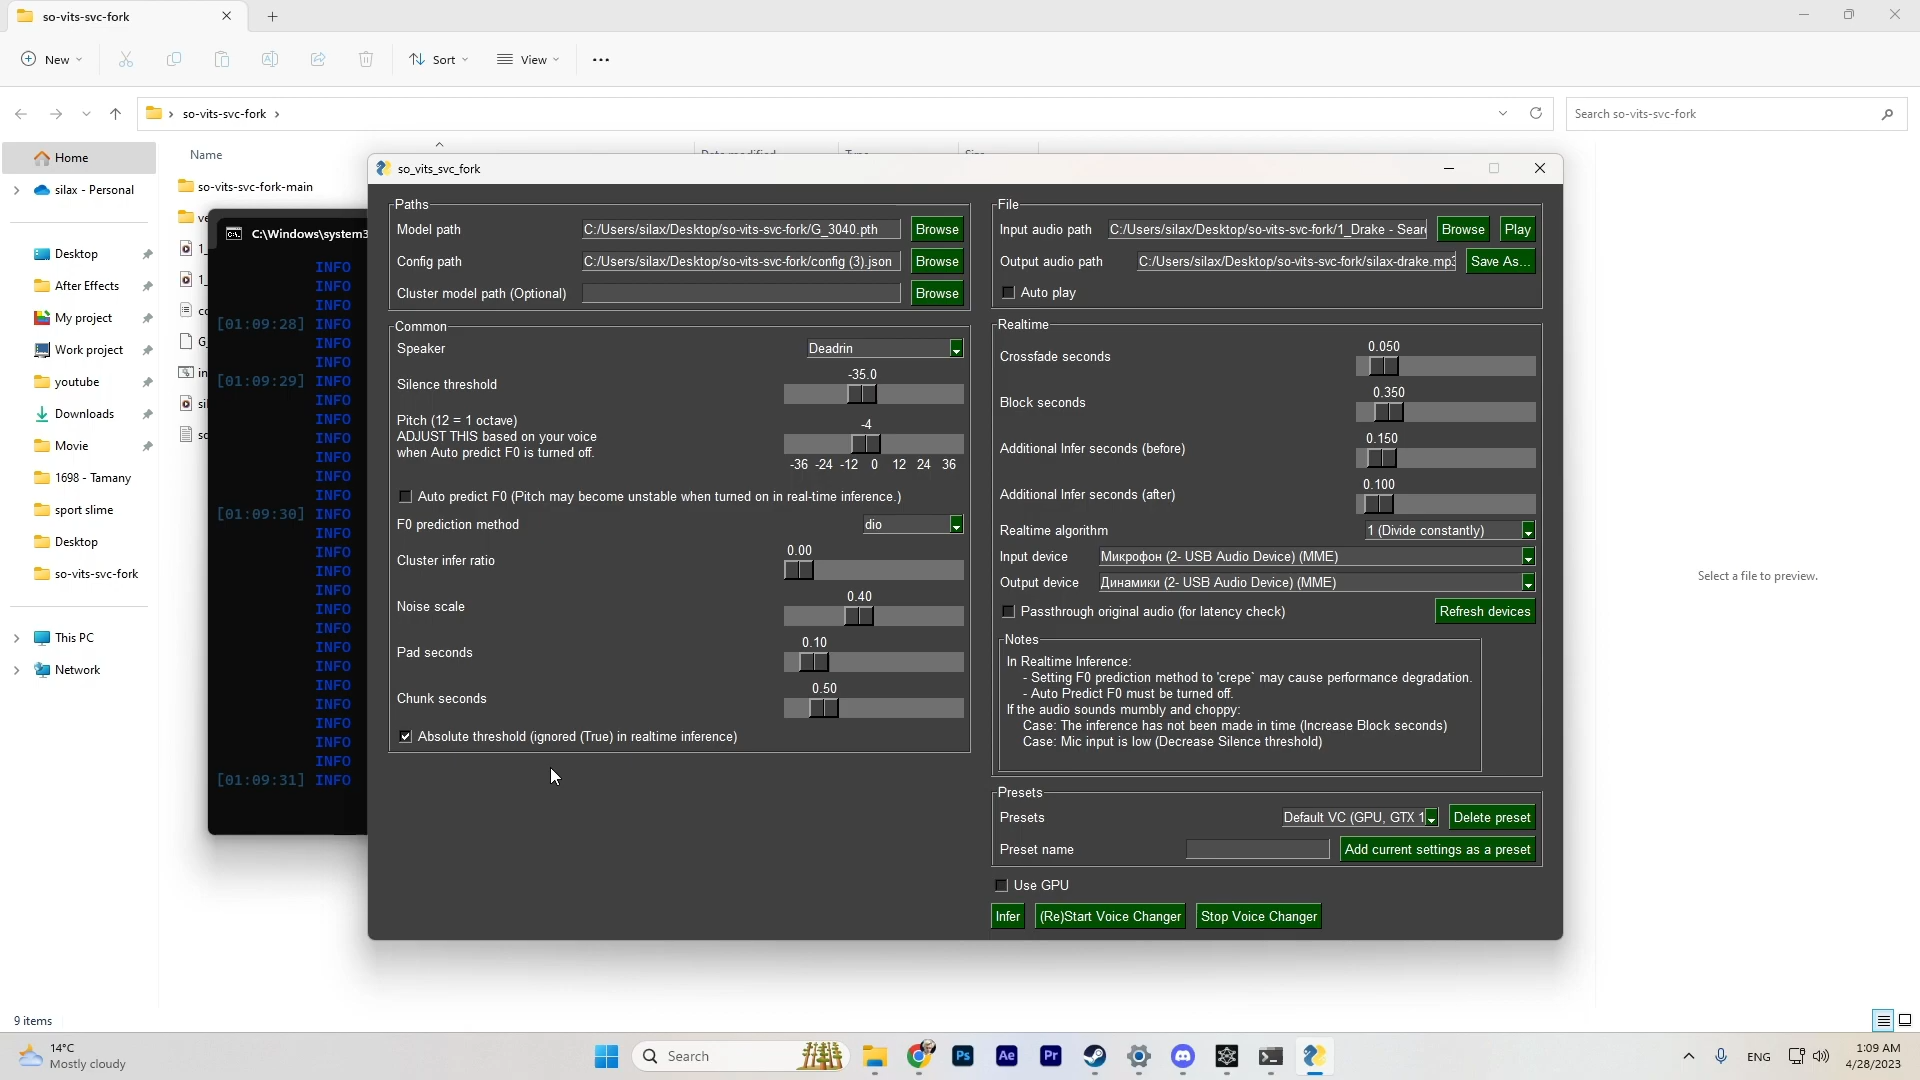 so-vits-svc-fork
New
Sort
View
so-vits-svc-fork
Search so-vits-svc-fork
Home
silax - Personal
Desktop
After Effects
My project
Work project
youtube
Downloads
Movie
1698 - Tamany
sport slime
Desktop
so-vits-svc-fork
This PC
Network
Name
so-vits-svc-fork-main
C:\Windows\system3
INFO
INFO
INFO
[01:09:28] INFO
INFO
INFO
[01:09:29] INFO
INFO
INFO
INFO
INFO
INFO
INFO
[01:09:30] INFO
INFO
INFO
INFO
INFO
INFO
INFO
INFO
INFO
INFO
INFO
INFO
INFO
INFO
[01:09:31] INFO
so_vits_svc_fork
Paths
Model path C:/Users/silax/Desktop/so-vits-svc-fork/G_3040.pth Browse
Config path C:/Users/silax/Desktop/so-vits-svc-fork/config (3).json Browse
Cluster model path (Optional) Browse
Common
Speaker Deadrin
Silence threshold -35.0
Pitch (12 = 1 octave)
ADJUST THIS based on your voice
when Auto predict F0 is turned off.
-4
-36 -24 -12 0 12 24 36
Auto predict F0 (Pitch may become unstable when turned on in real-time inference.)
F0 prediction method dio
Cluster infer ratio 0.00
Noise scale 0.40
Pad seconds 0.10
Chunk seconds 0.50
Absolute threshold (ignored (True) in realtime inference)
File
Input audio path C:/Users/silax/Desktop/so-vits-svc-fork/1_Drake - Sear Browse Play
Output audio path C:/Users/silax/Desktop/so-vits-svc-fork/silax-drake.mp3 Save As...
Auto play
Realtime
Crossfade seconds 0.050
Block seconds 0.350
Additional Infer seconds (before) 0.150
Additional Infer seconds (after) 0.100
Realtime algorithm 1 (Divide constantly)
Input device Микрофон (2- USB Audio Device) (MME)
Output device Динамики (2- USB Audio Device) (MME)
Passthrough original audio (for latency check) Refresh devices
Notes
In Realtime Inference:
- Setting F0 prediction method to 'crepe` may cause performance degradation.
- Auto Predict F0 must be turned off.
If the audio sounds mumbly and choppy:
Case: The inference has not been made in time (Increase Block seconds)
Case: Mic input is low (Decrease Silence threshold)
Presets
Presets Default VC (GPU, GTX 1 Delete preset
Preset name Add current settings as a preset
Use GPU
Infer (Re)Start Voice Changer Stop Voice Changer
Select a file to preview.
9 items
14°C
Mostly cloudy
Search
Ps Ae Pr
ENG
1:09 AM
4/28/2023